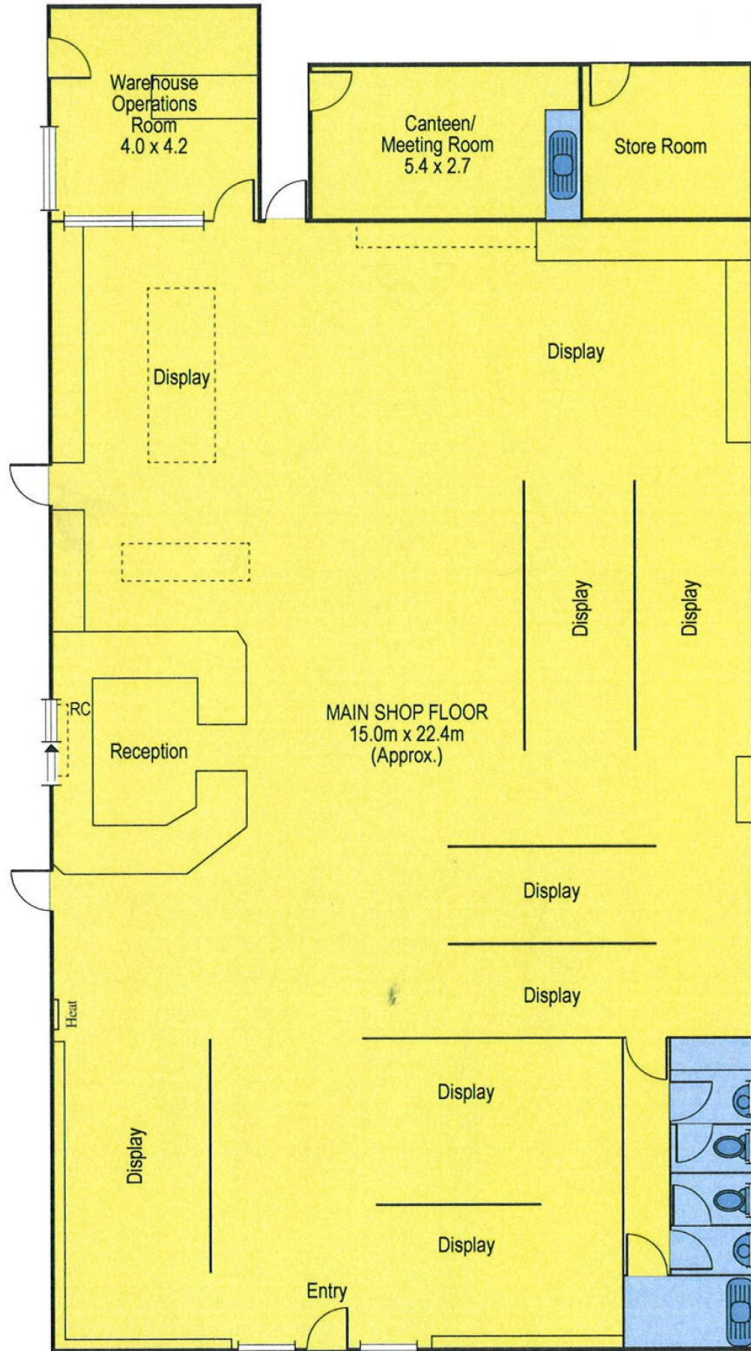 Warehouse
Operations
Room
4.0 x 4.2
Canteen/
Meeting Room
5.4 x 2.7
Store Room
Display
Display
Display
Display
RC
Reception
MAIN SHOP FLOOR
15.0m x 22.4m
(Approx.)
Display
Display
Heat
Display
Display
Display
Entry